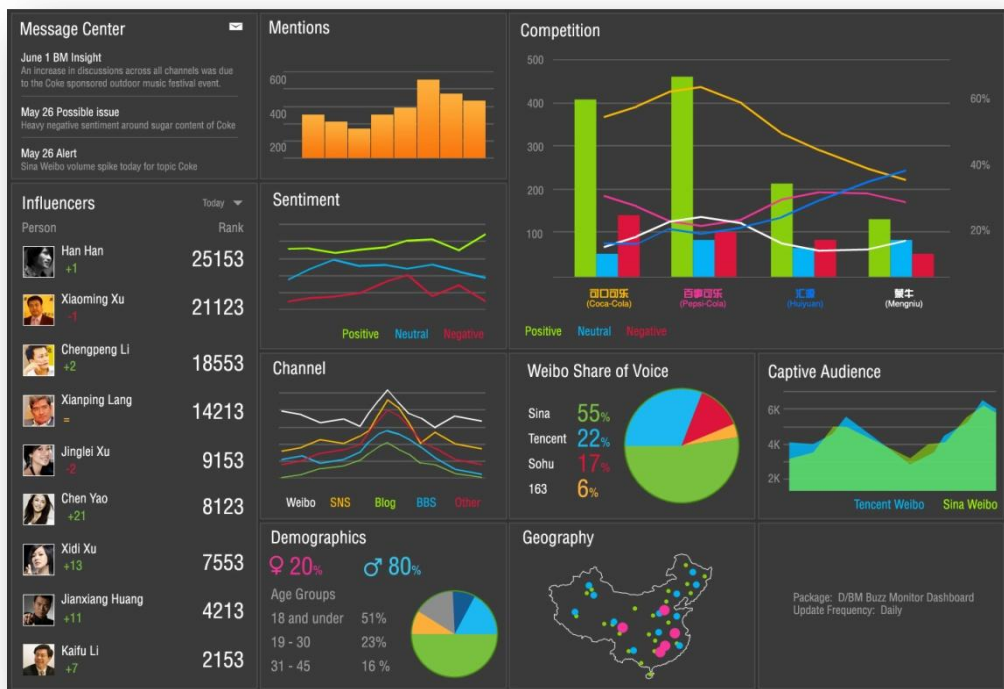 Message Center
June 1 BM Insight
An increase in discussions across all channels was due
to the Coke sponsored outdoor music festival event.
May 26 Possible issue
Heavy negative sentiment around sugar content of Coke
May 26 Alert
Sina Weibo volume spike today for topic Coke
Influencers
Today
Person
Rank
Han Han
+1
25153
Xiaoming Xu
-1
21123
Chengpeng Li
+2
18553
Xianping Lang
=
14213
Jinglei Xu
-2
9153
Chen Yao
+21
8123
Xidi Xu
+13
7553
Jianxiang Huang
+11
4213
Kaifu Li
+7
2153
Mentions
600
400
200
Sentiment
Positive Neutral Negative
Channel
Weibo SNS Blog BBS Other
Demographics
♀ 20% ♂ 80%
Age Groups
18 and under 51%
19 - 30 23%
31 - 45 16 %
Competition
500
400
300
200
100
60%
40%
20%
可口可乐
(Coca-Cola)
百事可乐
(Pepsi-Cola)
汇源
(Huiyuan)
蒙牛
(Mengniu)
Positive Neutral Negative
Weibo Share of Voice
Sina 55%
Tencent 22%
Sohu 17%
163 6%
Captive Audience
6K
4K
2K
Tencent Weibo Sina Weibo
Geography
Package: D/BM Buzz Monitor Dashboard
Update Frequency: Daily